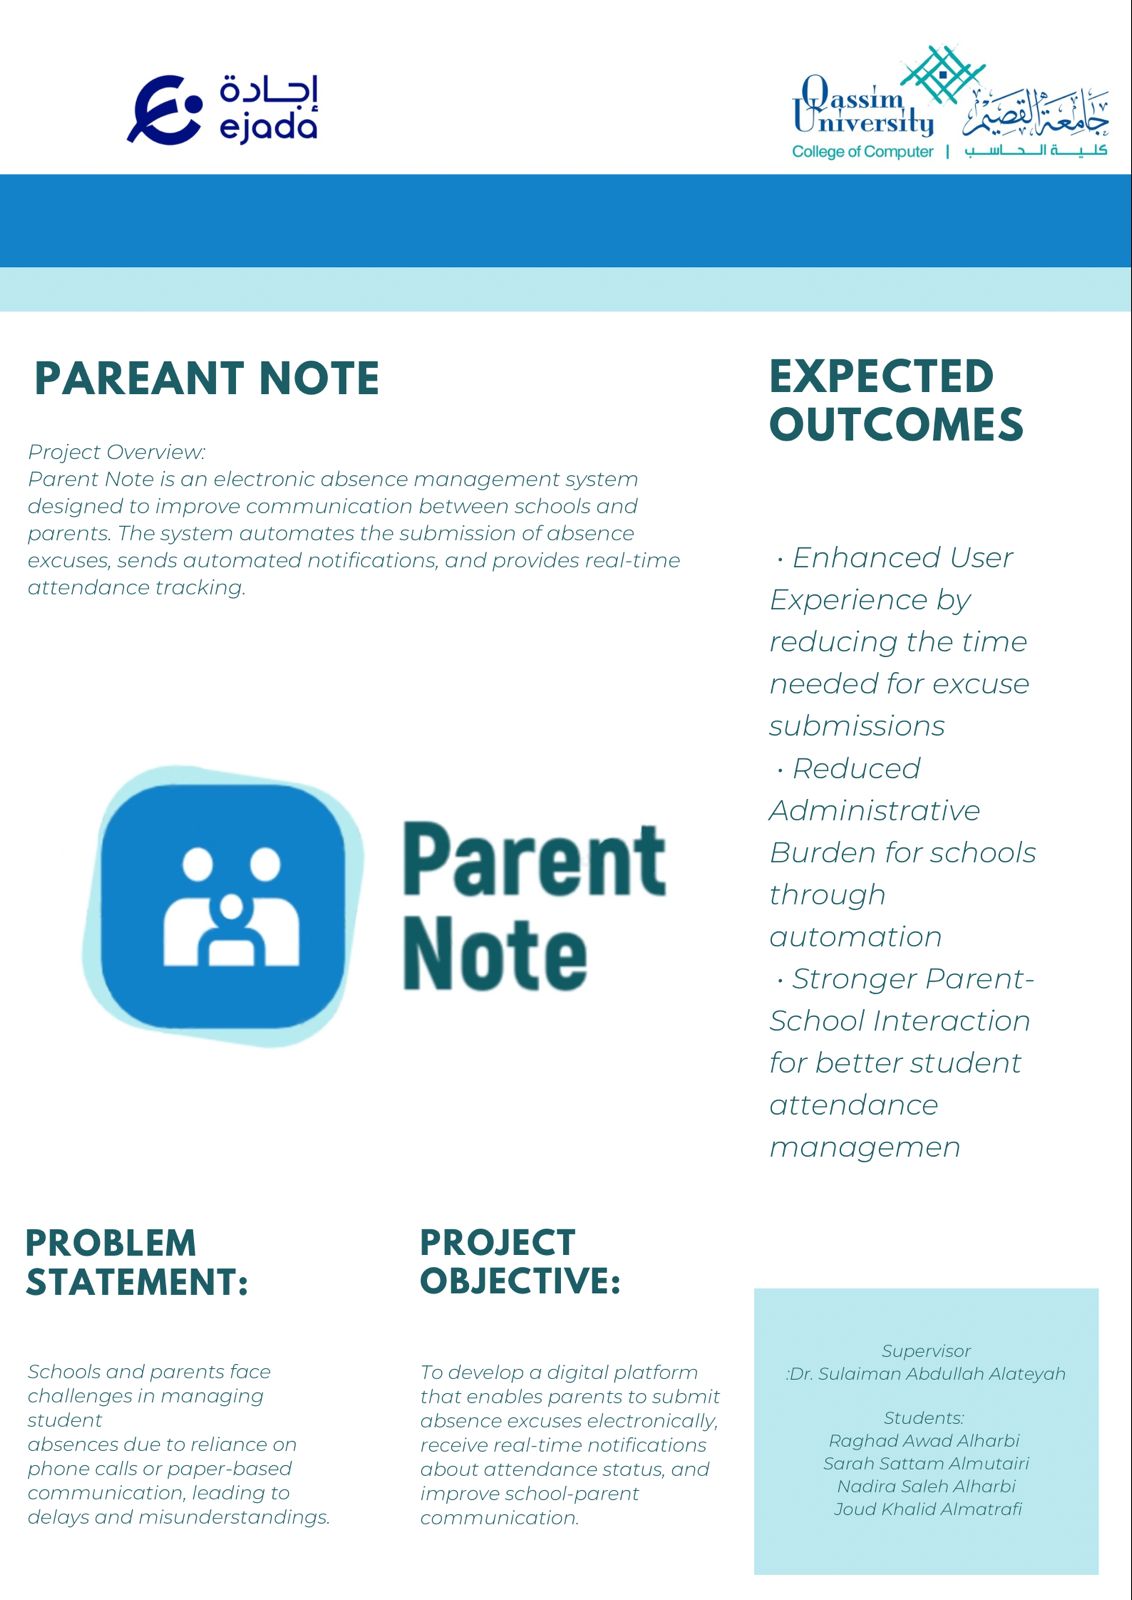 إجادة
ejada
Qassim
University
جامعة القصيم
College of Computer | كلية الحاسب
PAREANT NOTE
Project Overview:
Parent Note is an electronic absence management system
designed to improve communication between schools and
parents. The system automates the submission of absence
excuses, sends automated notifications, and provides real-time
attendance tracking.
Parent
Note
EXPECTED
OUTCOMES
• Enhanced User
Experience by
reducing the time
needed for excuse
submissions
• Reduced
Administrative
Burden for schools
through
automation
• Stronger Parent-
School Interaction
for better student
attendance
managemen
PROBLEM
STATEMENT:
Schools and parents face
challenges in managing
student
absences due to reliance on
phone calls or paper-based
communication, leading to
delays and misunderstandings.
PROJECT
OBJECTIVE:
To develop a digital platform
that enables parents to submit
absence excuses electronically,
receive real-time notifications
about attendance status, and
improve school-parent
communication.
Supervisor
:Dr. Sulaiman Abdullah Alateyah
Students:
Raghad Awad Alharbi
Sarah Sattam Almutairi
Nadira Saleh Alharbi
Joud Khalid Almatrafi